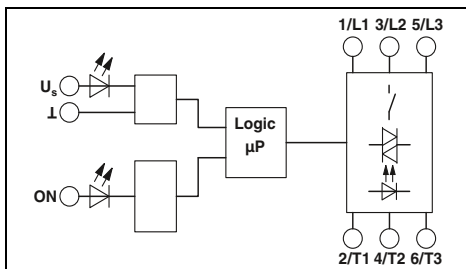 1/L1 3/L2 5/L3
Us
⊥
Logic
µP
ON
2/T1 4/T2 6/T3